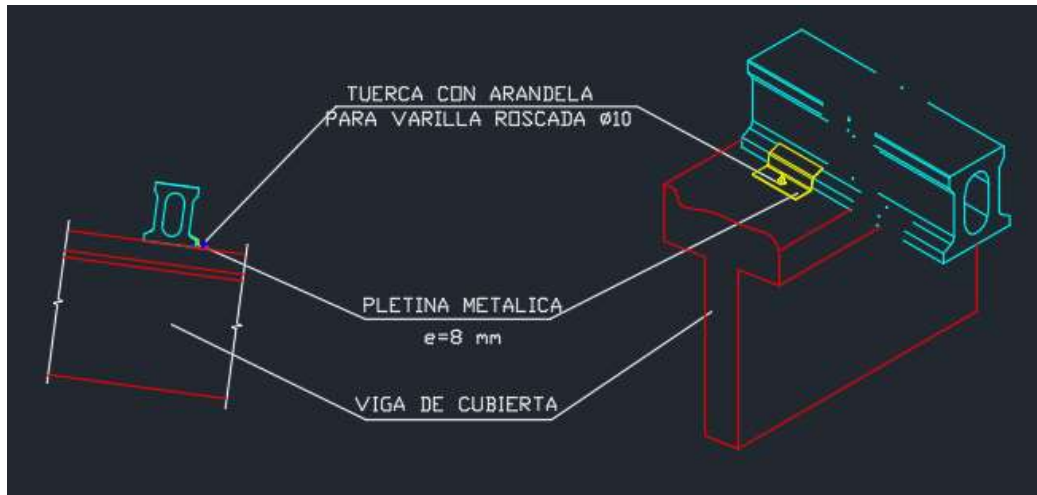 TUERCA CON ARANDELA
PARA VARILLA ROSCADA ø10
PLETINA METALICA
e=8 mm
VIGA DE CUBIERTA